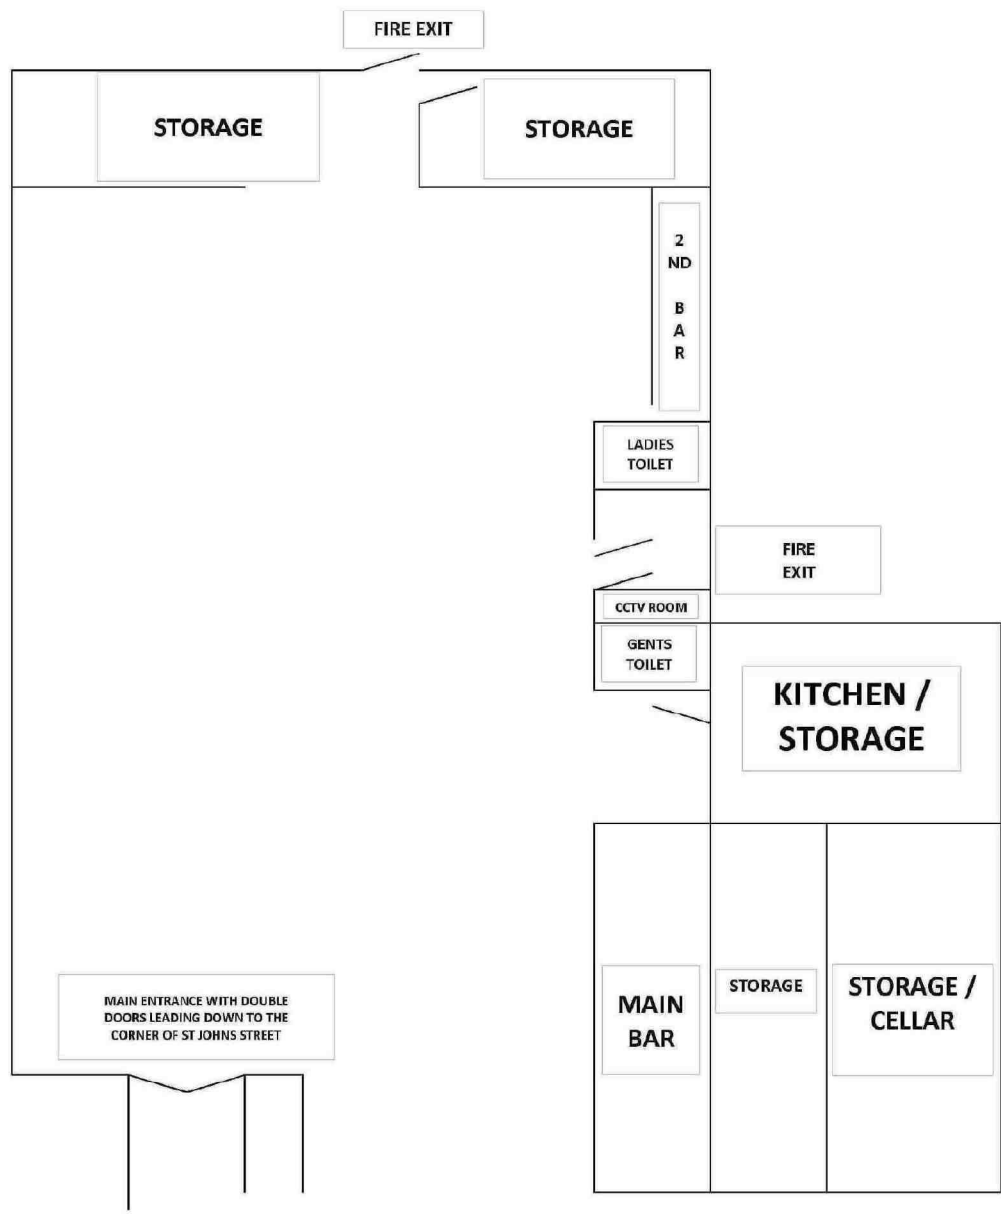 FIRE EXIT
STORAGE
STORAGE
2
ND
B
A
R
LADIES
TOILET
FIRE
EXIT
CCTV ROOM
GENTS
TOILET
KITCHEN /
STORAGE
MAIN ENTRANCE WITH DOUBLE
DOORS LEADING DOWN TO THE
CORNER OF ST JOHNS STREET
MAIN
BAR
STORAGE
STORAGE /
CELLAR